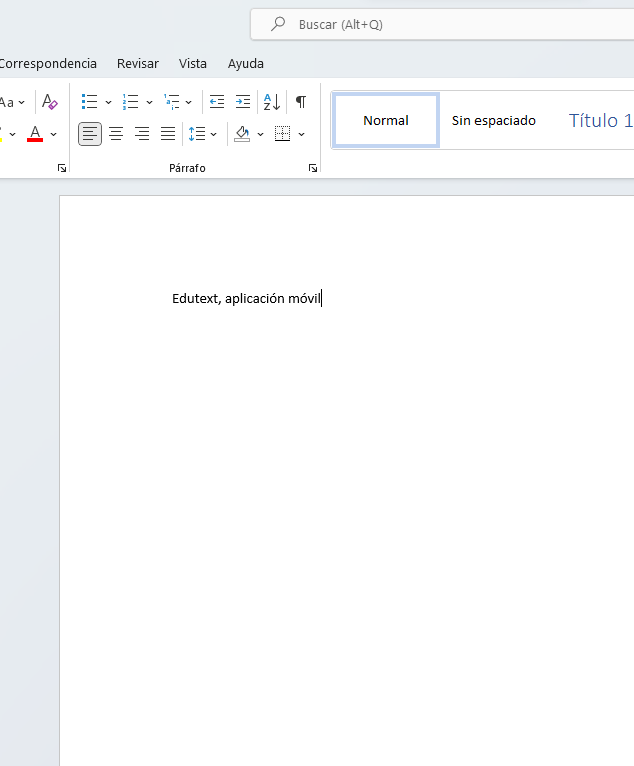 Buscar (Alt+Q)
Correspondencia Revisar Vista Ayuda
Aa
A
Párrafo
Normal Sin espaciado Título 1
Edutext, aplicación móvil